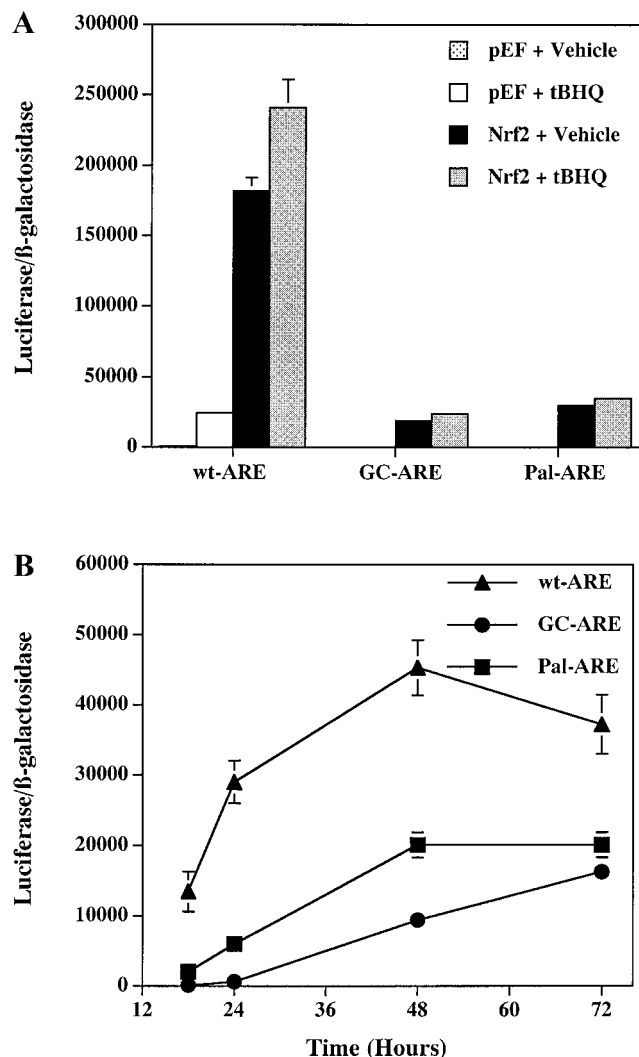 A
300000
250000
200000
150000
100000
50000
0
Luciferase/ß-galactosidase
pEF + Vehicle
pEF + tBHQ
Nrf2 + Vehicle
Nrf2 + tBHQ
wt-ARE GC-ARE Pal-ARE
B
60000
50000
40000
30000
20000
10000
0
Luciferase/ß-galactosidase
wt-ARE
GC-ARE
Pal-ARE
12 24 36 48 60 72
Time (Hours)